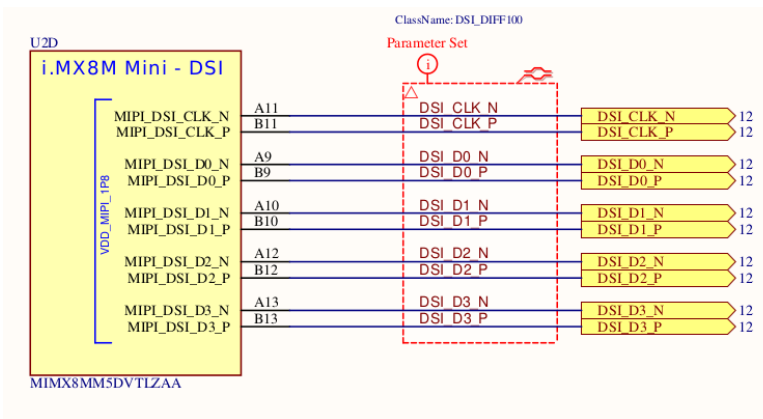 ClassName: DSI_DIFF100
U2D
Parameter Set
i.MX8M Mini - DSI
i
VDD_MIPI_1P8
MIPI_DSI_CLK_N A11 DSI_CLK_N DSI_CLK_N 12
MIPI_DSI_CLK_P B11 DSI_CLK_P DSI_CLK_P 12
MIPI_DSI_D0_N A9 DSI_D0_N DSI_D0_N 12
MIPI_DSI_D0_P B9 DSI_D0_P DSI_D0_P 12
MIPI_DSI_D1_N A10 DSI_D1_N DSI_D1_N 12
MIPI_DSI_D1_P B10 DSI_D1_P DSI_D1_P 12
MIPI_DSI_D2_N A12 DSI_D2_N DSI_D2_N 12
MIPI_DSI_D2_P B12 DSI_D2_P DSI_D2_P 12
MIPI_DSI_D3_N A13 DSI_D3_N DSI_D3_N 12
MIPI_DSI_D3_P B13 DSI_D3_P DSI_D3_P 12
MIMX8MM5DVTLZAA